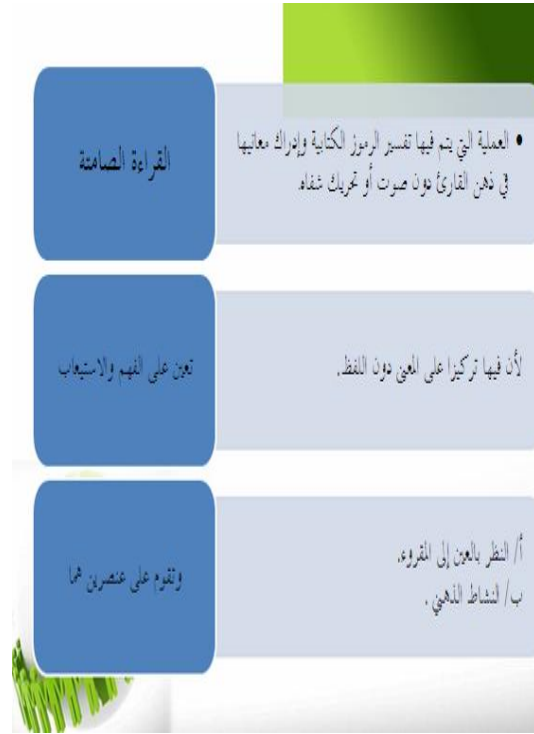 القراءة الصامتة
• العملية التي يتم فيها تفسير الرموز الكتابية وإدراك معانيها
في ذهن القارئ دون صوت أو تحريك شفاه.
تعين على الفهم والاستيعاب
لأن فيها تركيزا على المعنى دون اللفظ.
وتقوم على عنصرين هما
أ/ النظر بالعين إلى المقروء.
ب/ النشاط الذهني .